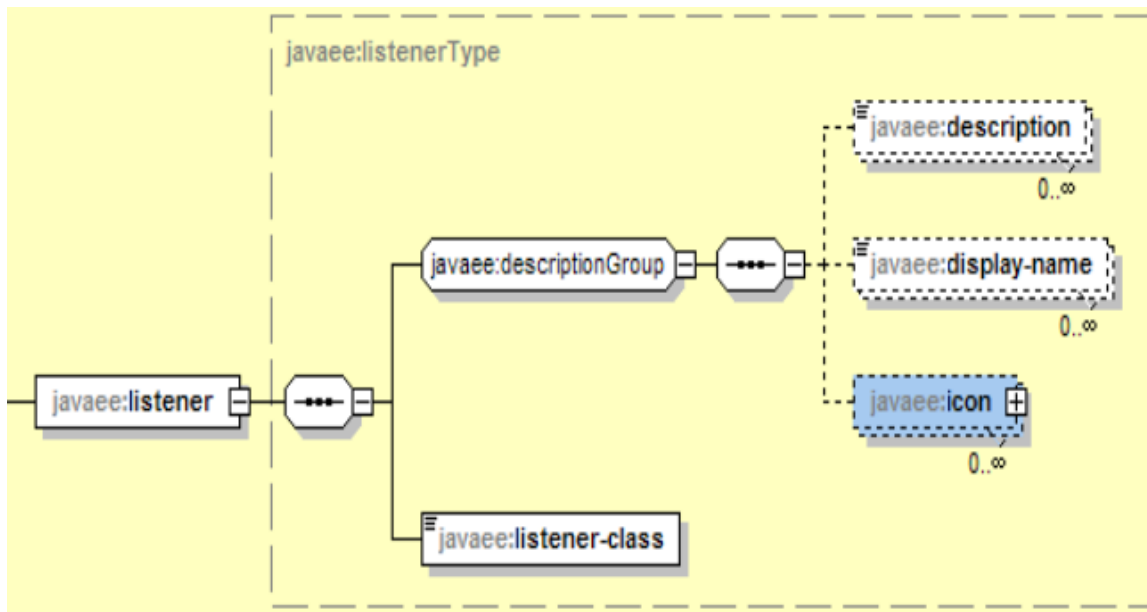 javaee:listenerType
javaee:description
0..∞
javaee:descriptionGroup
javaee:display-name
0..∞
javaee:listener
javaee:icon
0..∞
javaee:listener-class